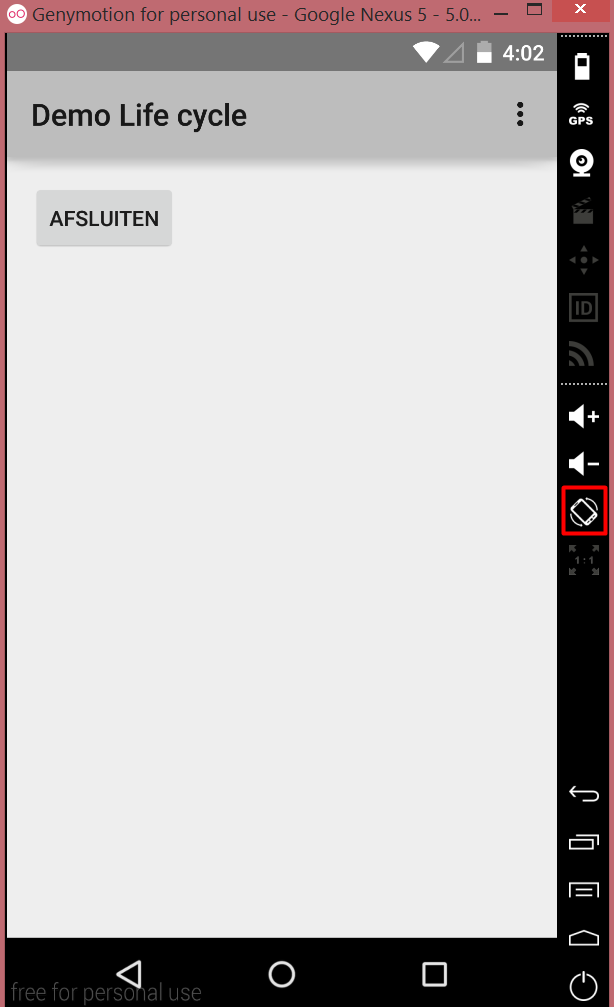 Genymotion for personal use - Google Nexus 5 - 5.0...
4:02
Demo Life cycle
AFSLUITEN
GPS
ID
1:1
free for personal use